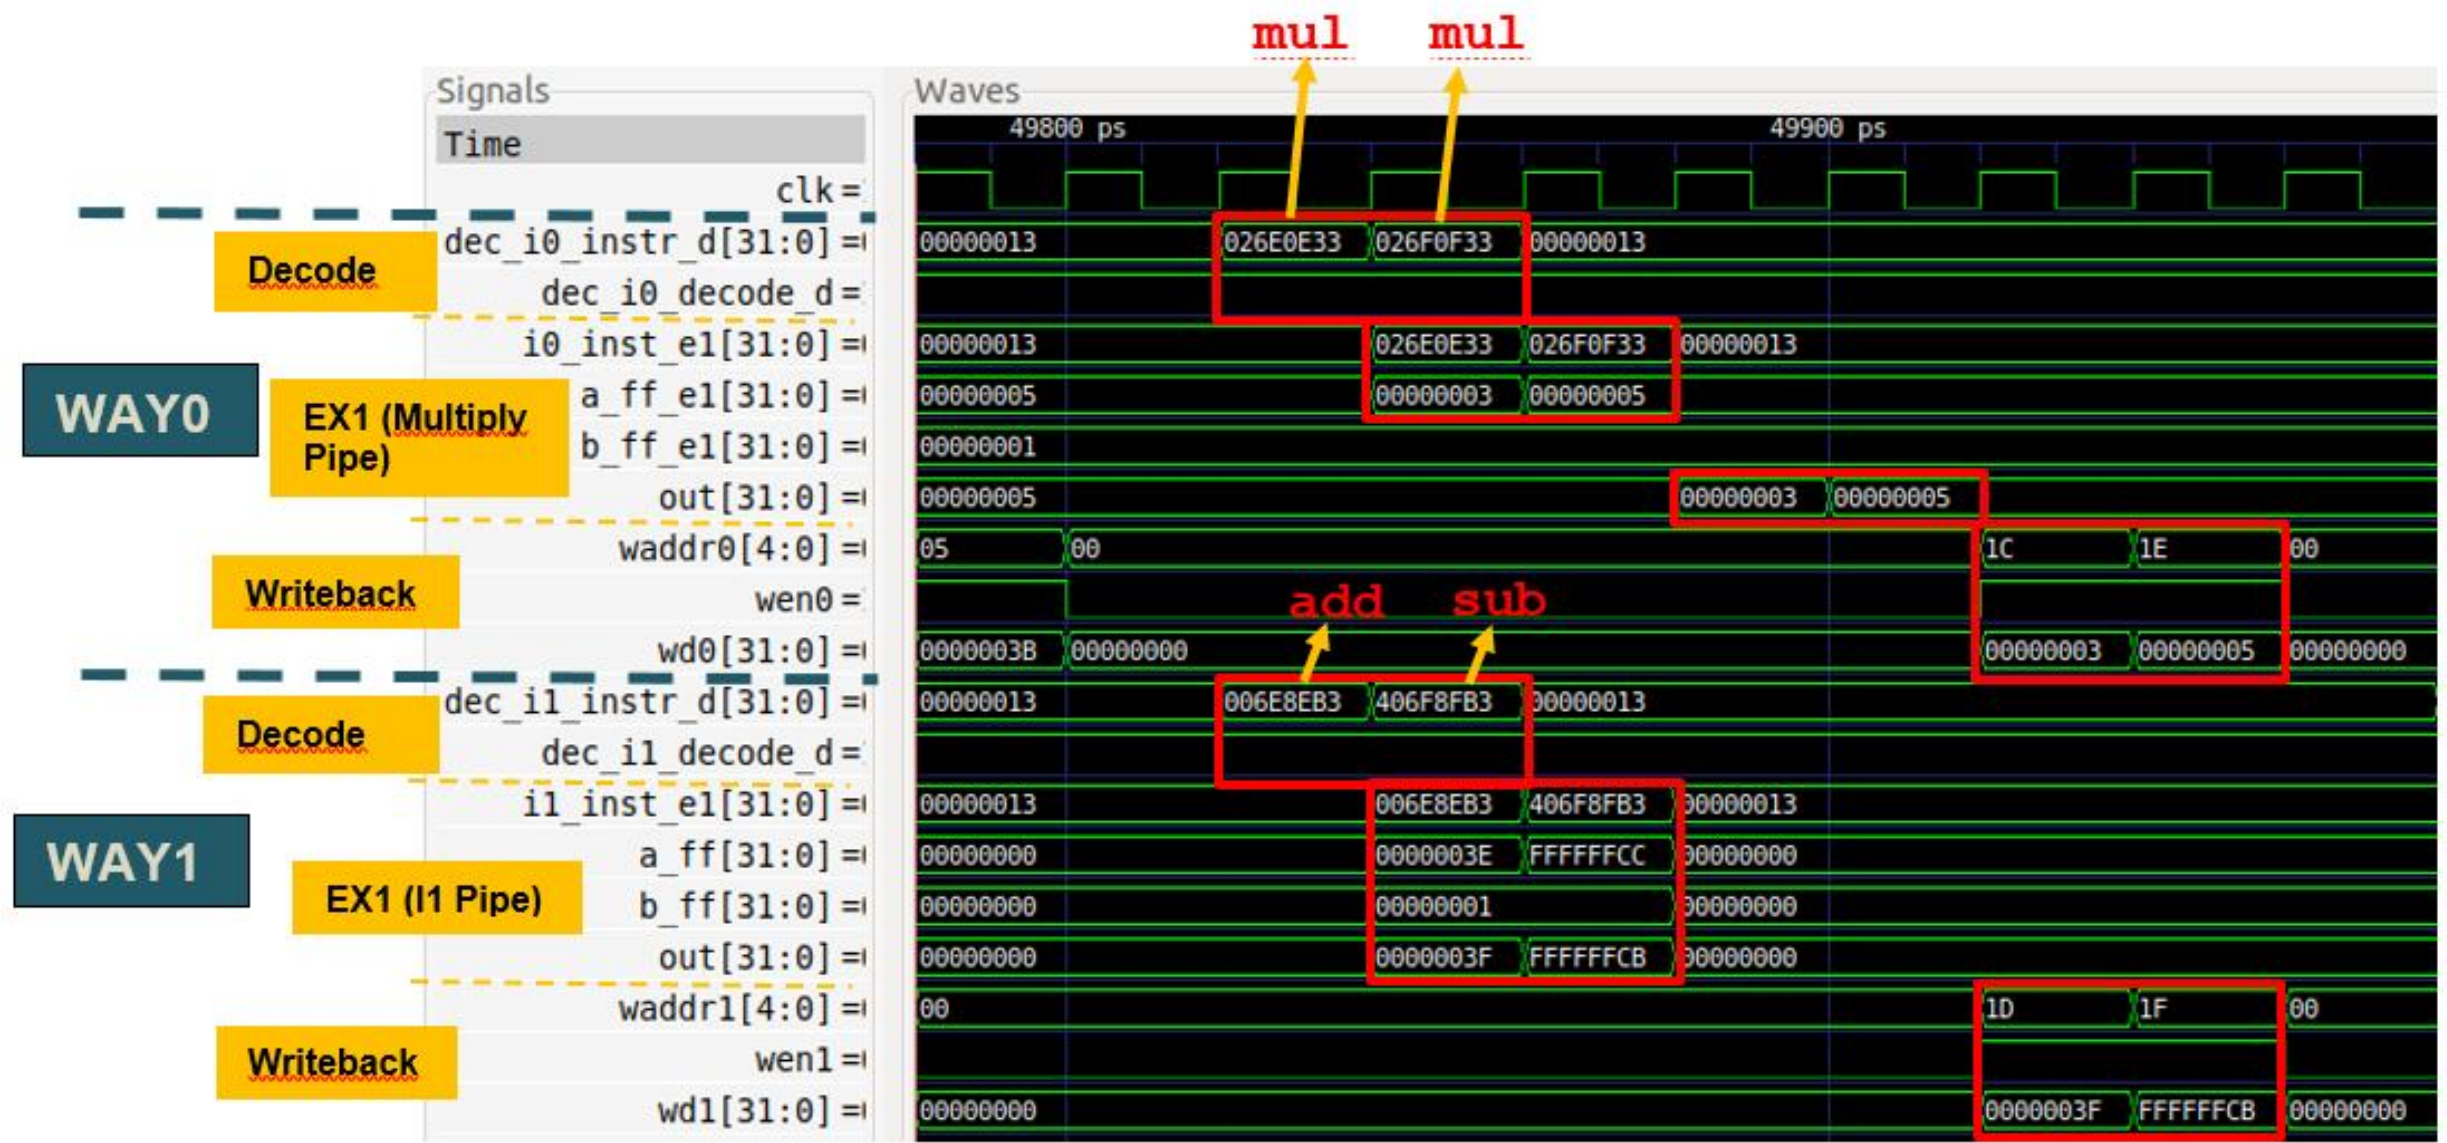 mul mul
Signals Waves
Time 49800 ps 49900 ps
clk=
dec_i0_instr_d[31:0]= 00000013 026E0E33 026F0F33 00000013
Decode
dec_i0_decode_d=
i0_inst_e1[31:0]= 00000013 026E0E33 026F0F33 00000013
WAY0
EX1 (Multiply
Pipe)
a_ff_e1[31:0]= 00000005 00000003 00000005
b_ff_e1[31:0]= 00000001
out[31:0]= 00000005 00000003 00000005
waddr0[4:0]= 05 00 1C 1E 00
Writeback
wen0= add sub
wd0[31:0]= 0000003B 00000000 00000003 00000005 00000000
dec_i1_instr_d[31:0]= 00000013 006E8EB3 406F8FB3 00000013
Decode
dec_i1_decode_d=
i1_inst_e1[31:0]= 00000013 006E8EB3 406F8FB3 00000013
WAY1
a_ff[31:0]= 00000000 0000003E FFFFFFCC 00000000
EX1 (I1 Pipe)
b_ff[31:0]= 00000000 00000001 00000000
out[31:0]= 00000000 0000003F FFFFFFCB 00000000
waddr1[4:0]= 00 1D 1F 00
Writeback
wen1=
wd1[31:0]= 00000000 0000003F FFFFFFCB 00000000